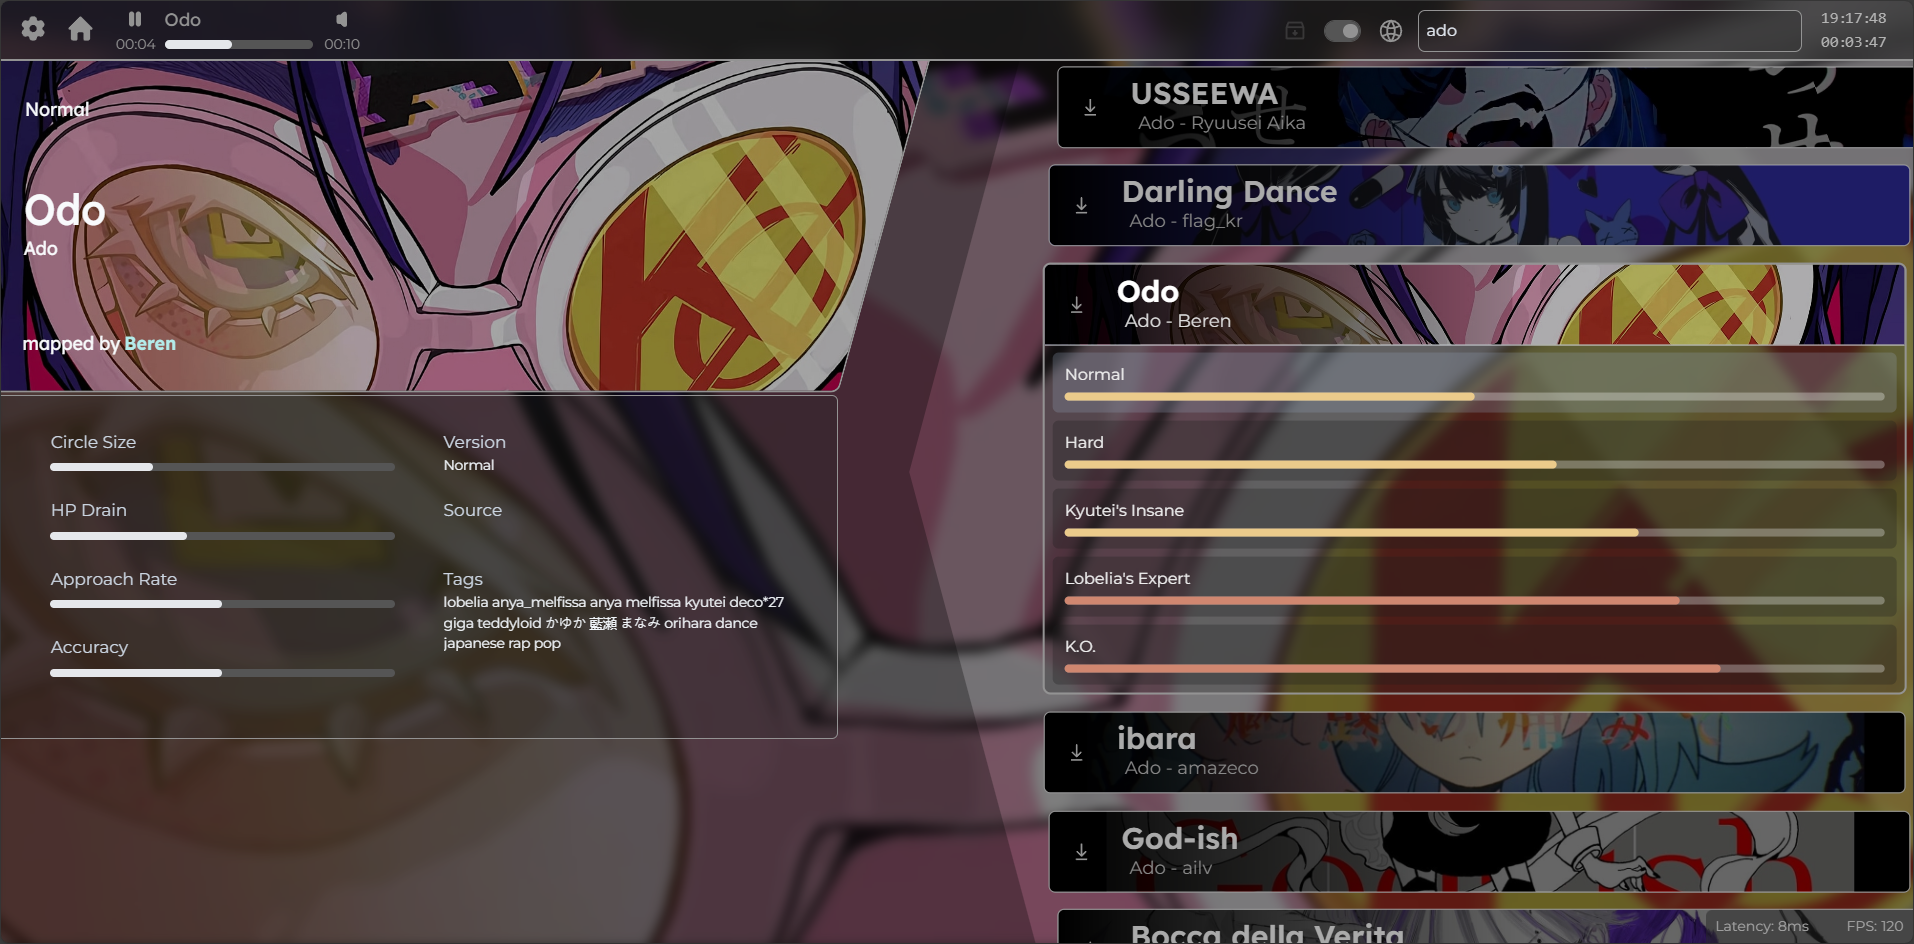 Odo
00:04
00:10
ado
19:17:48
00:03:47
Normal
Odo
Ado
mapped by Beren
Circle Size
HP Drain
Approach Rate
Accuracy
Version
Normal
Source
Tags
lobelia anya_melfissa anya melfissa kyutei deco*27
giga teddyloid かゆか 藍瀬 まなみ orihara dance
japanese rap pop
USSEEWA
Ado - Ryuusei Aika
Darling Dance
Ado - flag_kr
Odo
Ado - Beren
Normal
Hard
Kyutei's Insane
Lobelia's Expert
K.O.
ibara
Ado - amazeco
God-ish
Ado - ailv
Bocca della Verita
Latency: 8ms
FPS: 120